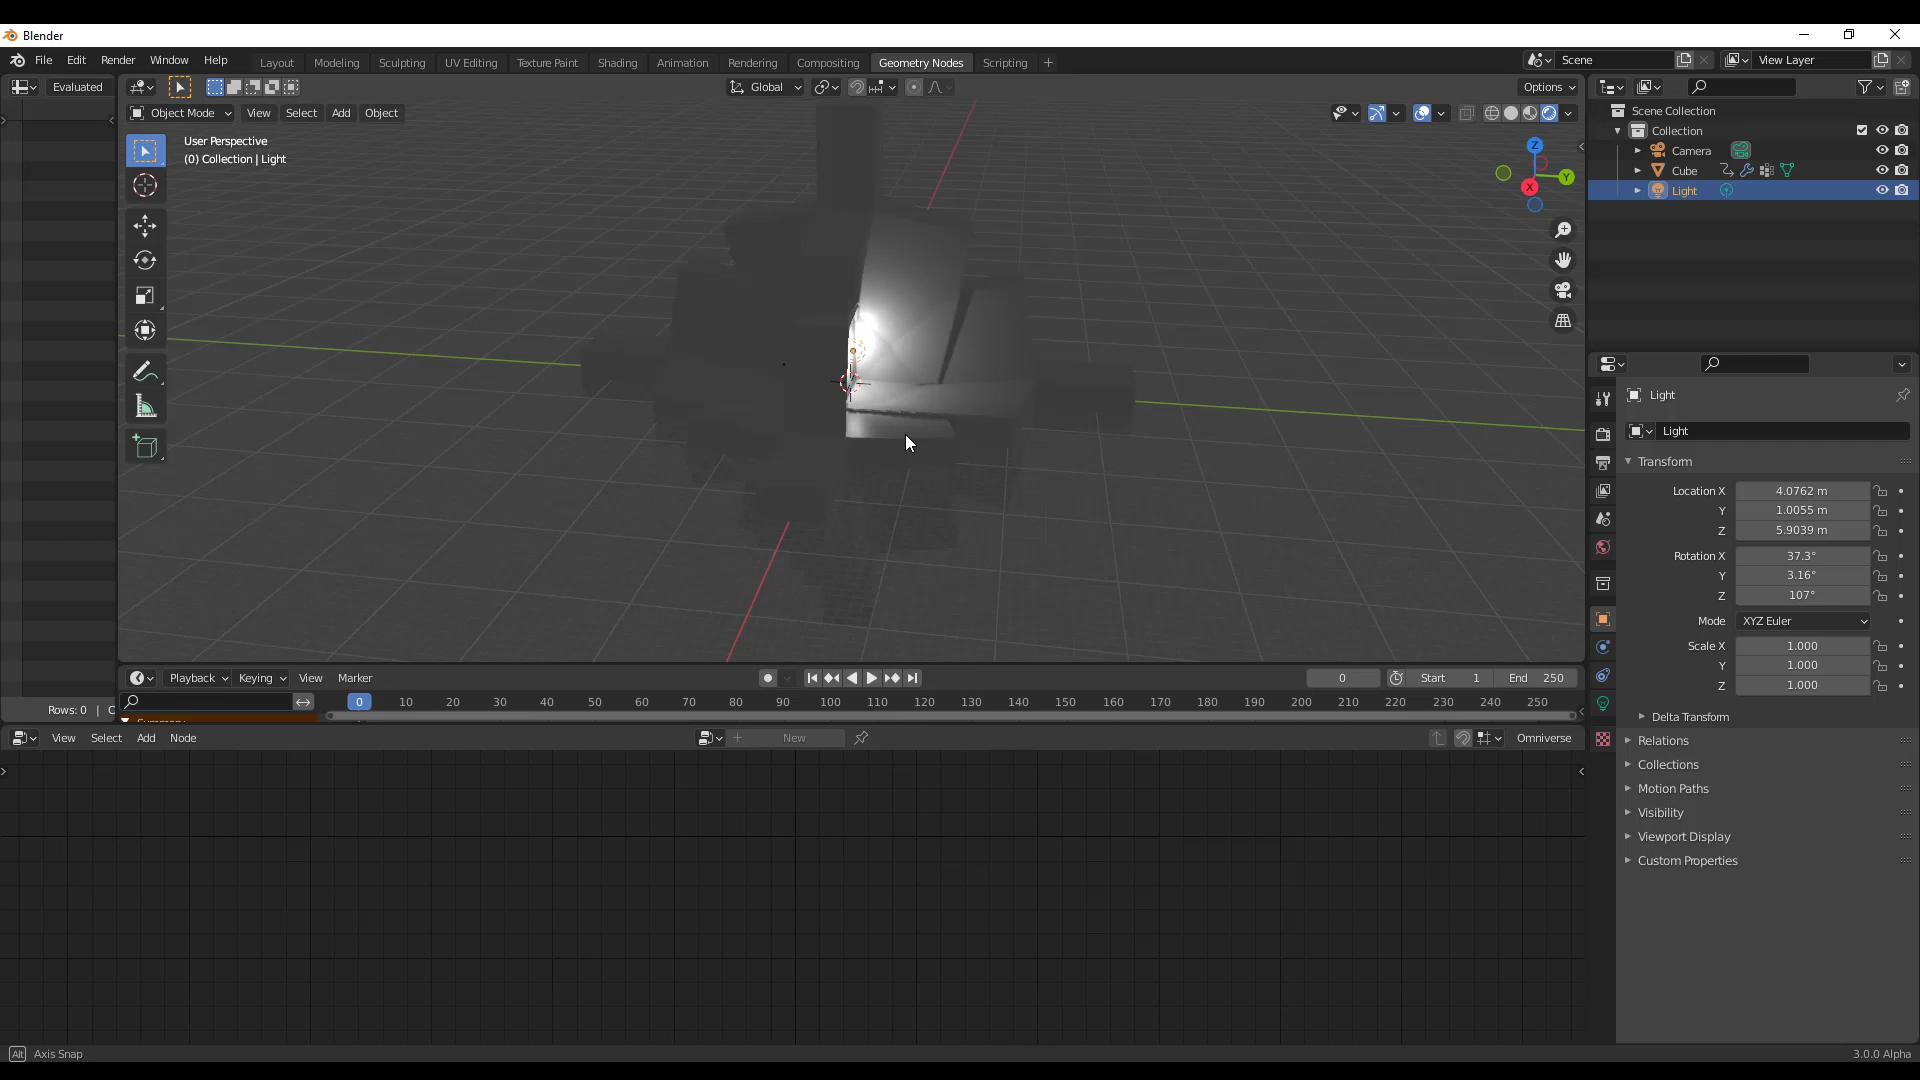 Blender
File Edit Render Window Help
Layout Modeling Sculpting UV Editing Texture Paint Shading Animation Rendering Compositing Geometry Nodes Scripting +
Scene
View Layer
Evaluated
Global
Options
Object Mode View Select Add Object
User Perspective
(0) Collection | Light
Z
Y
X
Scene Collection
Collection
Camera
Cube
Light
Light
Light
Transform
Location X 4.0762 m
Y 1.0055 m
Z 5.9039 m
Rotation X 37.3°
Y 3.16°
Z 107°
Mode XYZ Euler
Scale X 1.000
Y 1.000
Z 1.000
Delta Transform
Relations
Collections
Motion Paths
Visibility
Viewport Display
Custom Properties
Playback Keying View Marker
0 Start 1 End 250
0 10 20 30 40 50 60 70 80 90 100 110 120 130 140 150 160 170 180 190 200 210 220 230 240 250
Rows: 0 | C
View Select Add Node
New
Omniverse
Alt Axis Snap
3.0.0 Alpha